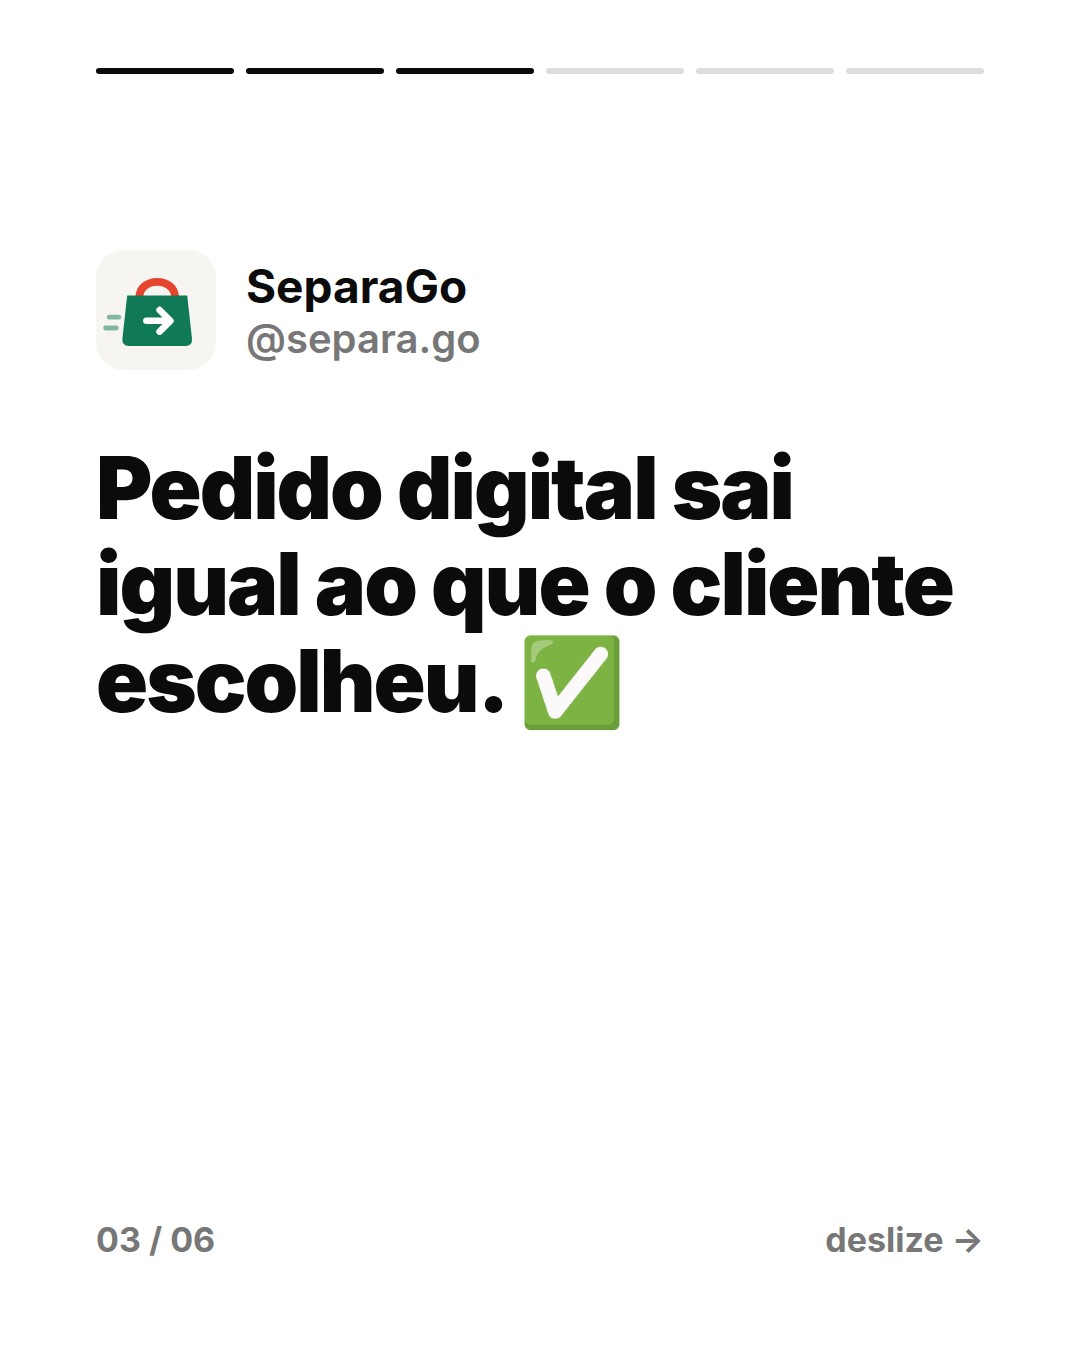 SeparaGo
@separa.go
Pedido digital sai
igual ao que o cliente
escolheu. ✅
03 / 06
deslize →